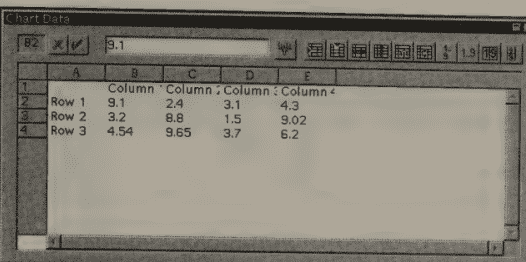 Chart Data
B2 9.1
A B C D E
1 Column Column Column Column
2 Row 1 9.1 2.4 3.1 4.3
3 Row 2 3.2 8.8 1.5 9.02
4 Row 3 4.54 9.65 3.7 6.2